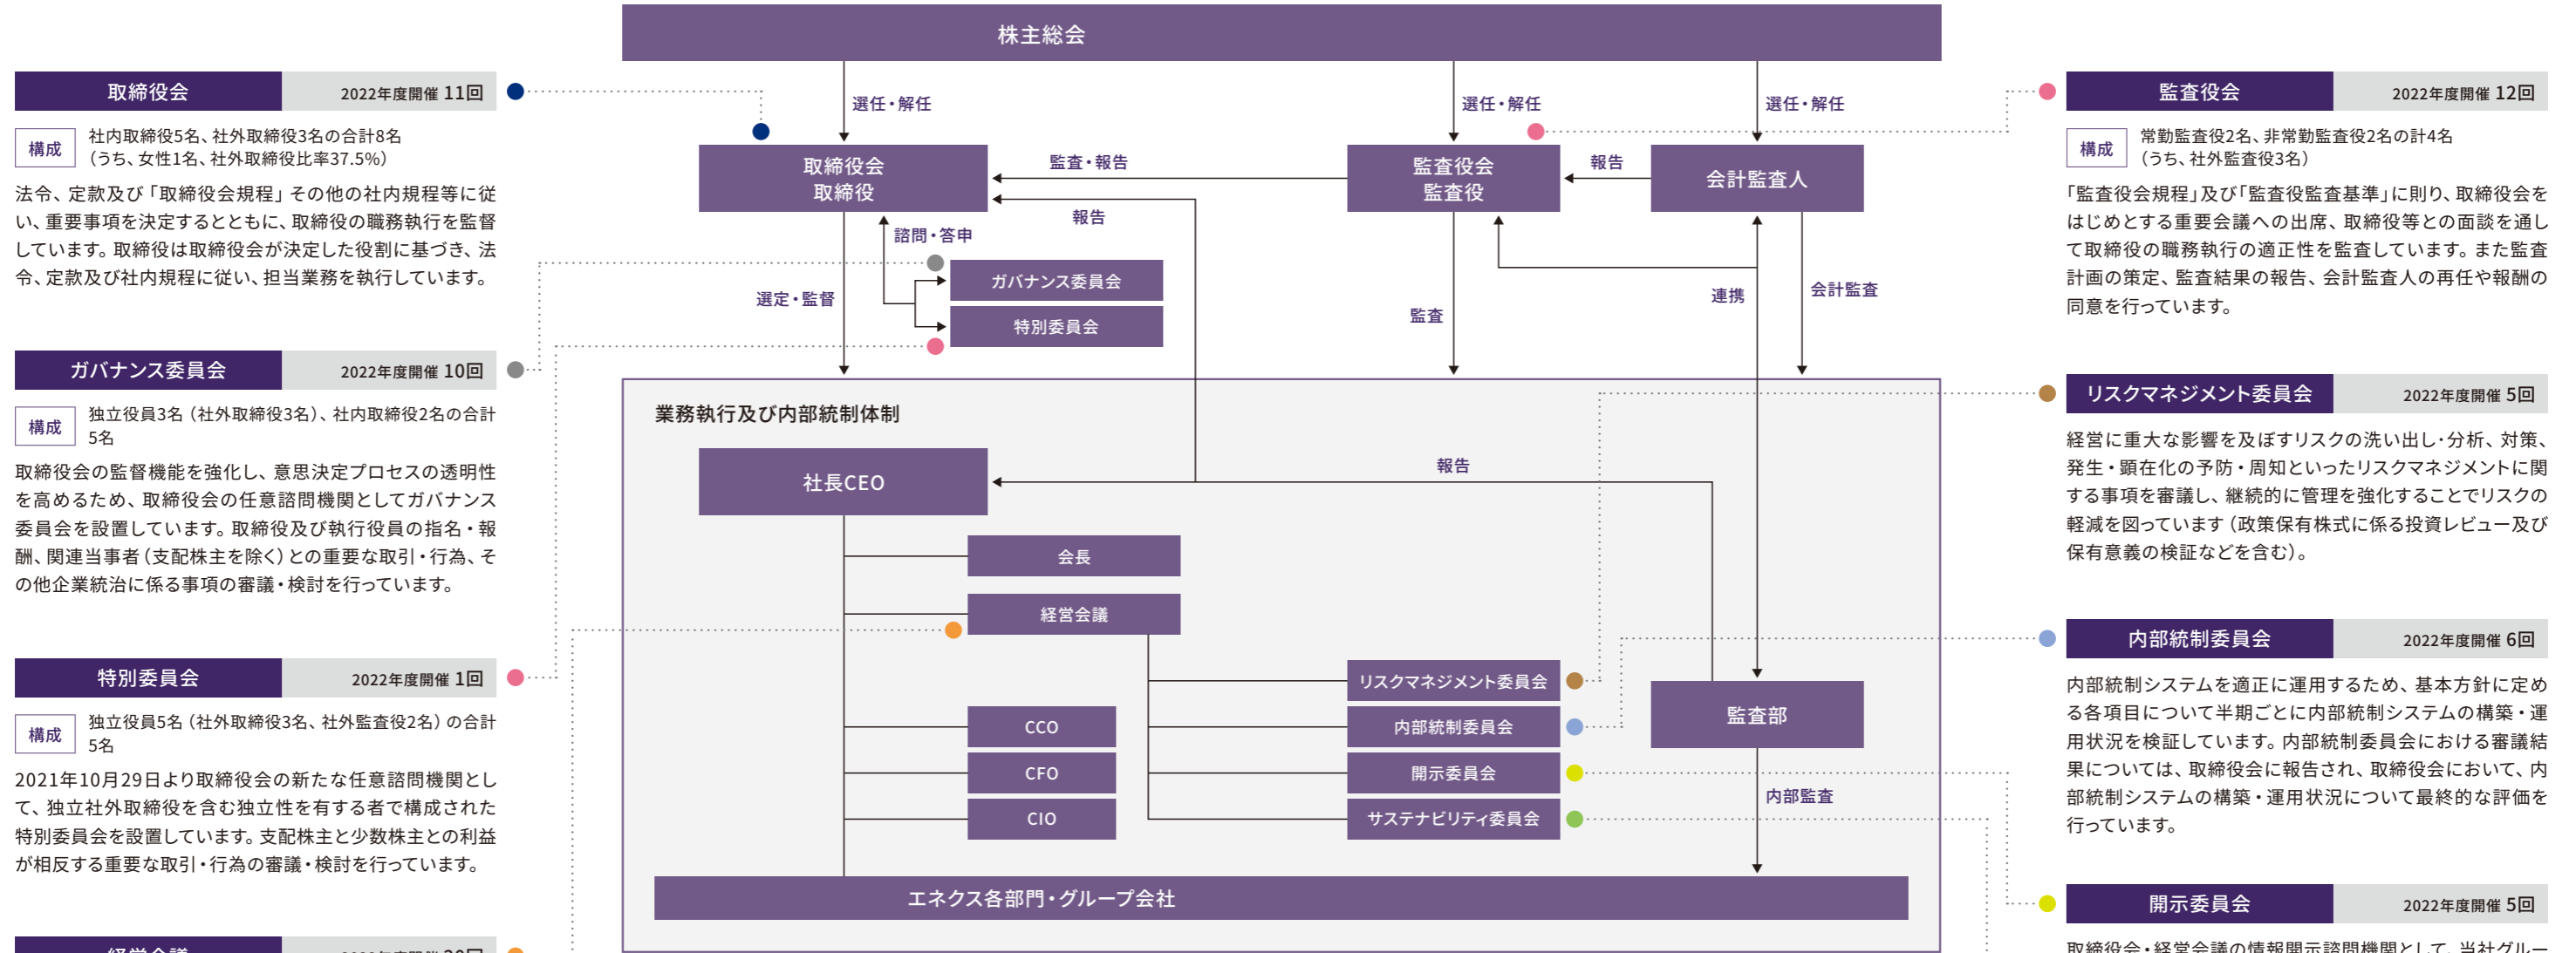 株主総会
取締役会
2022年度開催 11回
構成
社内取締役5名、社外取締役3名の合計8名
（うち、女性1名、社外取締役比率37.5%）
法令、定款及び「取締役会規程」その他の社内規程等に従
い、重要事項を決定するとともに、取締役の職務執行を監督
しています。取締役は取締役会が決定した役割に基づき、法
令、定款及び社内規程に従い、担当業務を執行しています。
ガバナンス委員会
2022年度開催 10回
構成
独立役員3名（社外取締役3名）、社内取締役2名の合計
5名
取締役会の監督機能を強化し、意思決定プロセスの透明性
を高めるため、取締役会の任意諮問機関としてガバナンス
委員会を設置しています。取締役及び執行役員の指名・報
酬、関連当事者（支配株主を除く）との重要な取引・行為、そ
の他企業統治に係る事項の審議・検討を行っています。
特別委員会
2022年度開催 1回
構成
独立役員5名（社外取締役3名、社外監査役2名）の合計
5名
2021年10月29日より取締役会の新たな任意諮問機関とし
て、独立社外取締役を含む独立性を有する者で構成された
特別委員会を設置しています。支配株主と少数株主との利益
が相反する重要な取引・行為の審議・検討を行っています。
選任・解任
選任・解任
選任・解任
取締役会
取締役
監査・報告
監査役会
監査役
報告
会計監査人
報告
諮問・答申
ガバナンス委員会
特別委員会
選定・監督
監査
連携
会計監査
業務執行及び内部統制体制
社長CEO
報告
会長
経営会議
CCO
CFO
CIO
リスクマネジメント委員会
内部統制委員会
開示委員会
サステナビリティ委員会
監査部
内部監査
エネクス各部門・グループ会社
監査役会
2022年度開催 12回
構成
常勤監査役2名、非常勤監査役2名の計4名
（うち、社外監査役3名）
「監査役会規程」及び「監査役監査基準」に則り、取締役会を
はじめとする重要会議への出席、取締役等との面談を通し
て取締役の職務執行の適正性を監査しています。また監査
計画の策定、監査結果の報告、会計監査人の再任や報酬の
同意を行っています。
リスクマネジメント委員会
2022年度開催 5回
経営に重大な影響を及ぼすリスクの洗い出し・分析、対策、
発生・顕在化の予防・周知といったリスクマネジメントに関
する事項を審議し、継続的に管理を強化することでリスクの
軽減を図っています（政策保有株式に係る投資レビュー及び
保有意義の検証などを含む）。
内部統制委員会
2022年度開催 6回
内部統制システムを適正に運用するため、基本方針に定め
る各項目について半期ごとに内部統制システムの構築・運
用状況を検証しています。内部統制委員会における審議結
果については、取締役会に報告され、取締役会において、内
部統制システムの構築・運用状況について最終的な評価を
行っています。
開示委員会
2022年度開催 5回
取締役会・経営会議の情報開示諮問機関として、当社グルー